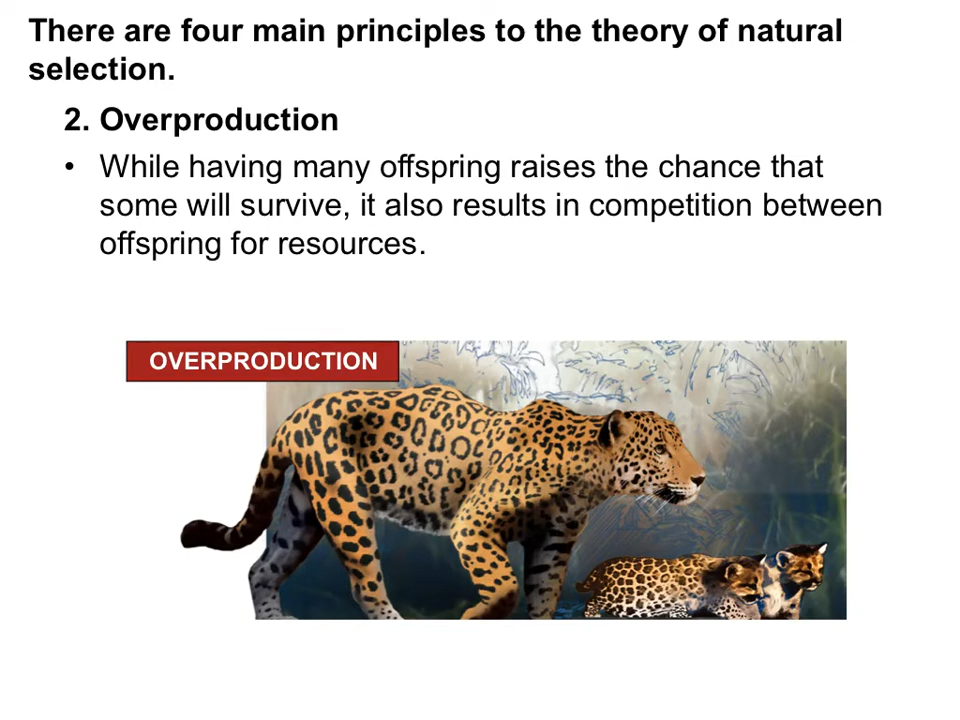 There are four main principles to the theory of natural
selection.
2. Overproduction
• While having many offspring raises the chance that
some will survive, it also results in competition between
offspring for resources.
OVERPRODUCTION